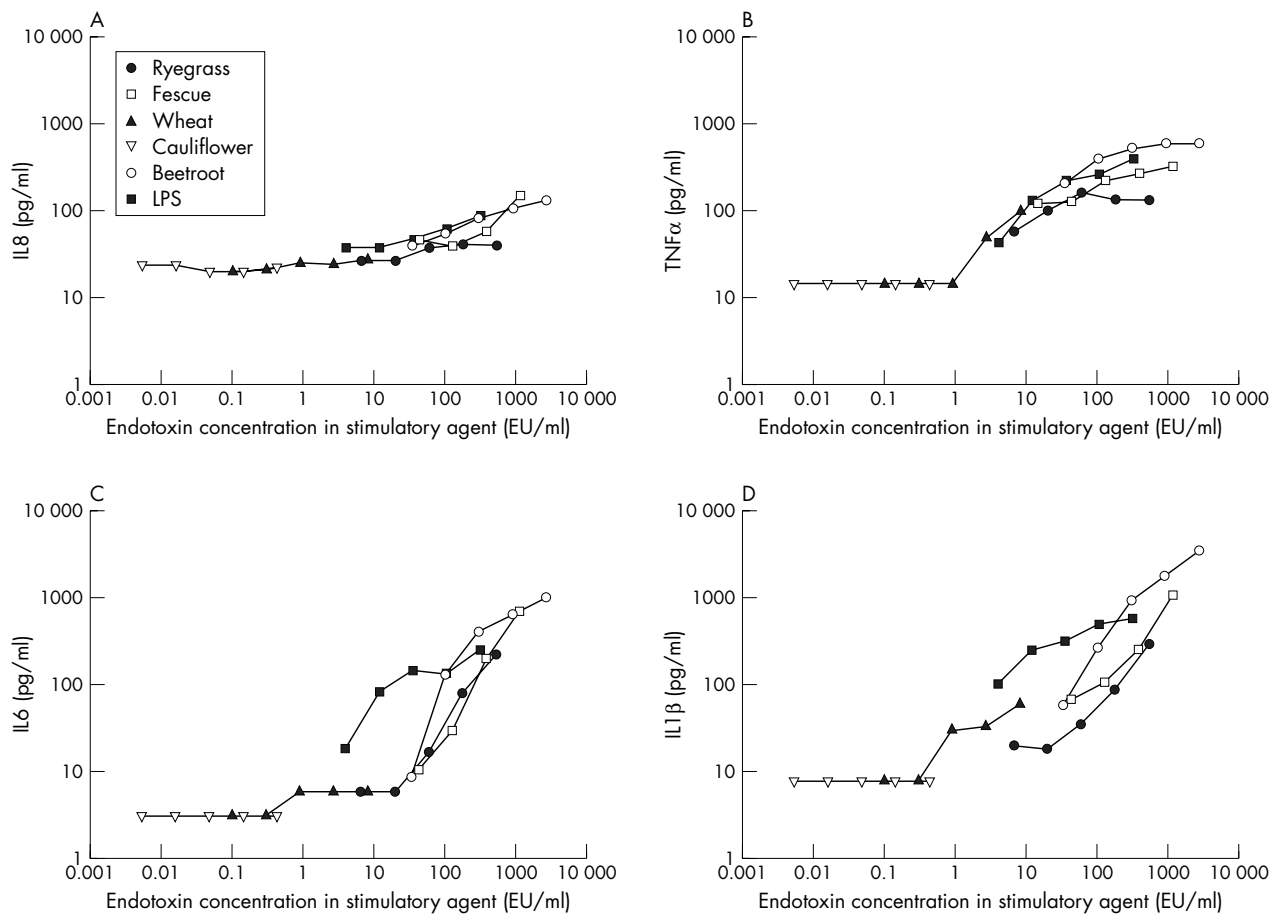 A
10 000
1000
100
10
1
IL8 (pg/ml)
Ryegrass
Fescue
Wheat
Cauliflower
Beetroot
LPS
0.001 0.01 0.1 1 10 100 1000 10 000
Endotoxin concentration in stimulatory agent (EU/ml)
B
10 000
1000
100
10
1
TNFα (pg/ml)
0.001 0.01 0.1 1 10 100 1000 10 000
Endotoxin concentration in stimulatory agent (EU/ml)
C
10 000
1000
100
10
1
IL6 (pg/ml)
0.001 0.01 0.1 1 10 100 1000 10 000
Endotoxin concentration in stimulatory agent (EU/ml)
D
10 000
1000
100
10
1
IL1β (pg/ml)
0.001 0.01 0.1 1 10 100 1000 10 000
Endotoxin concentration in stimulatory agent (EU/ml)